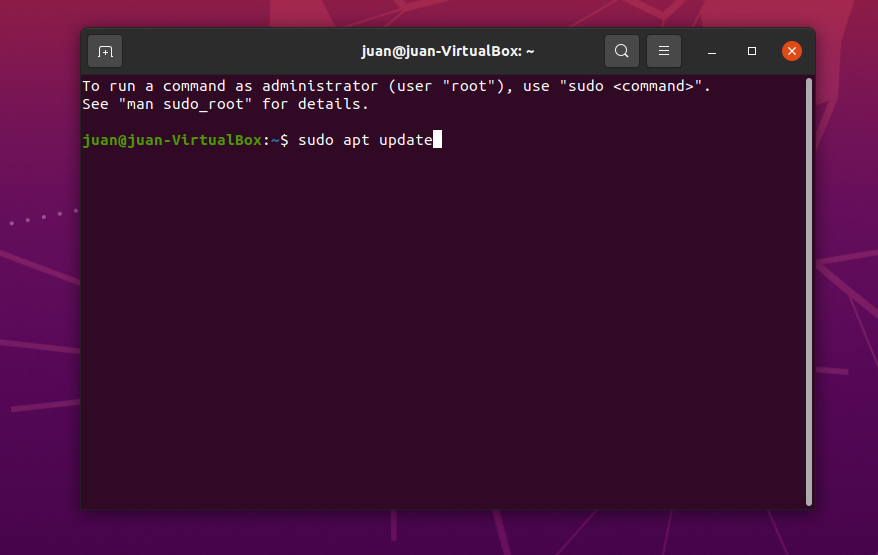 juan@juan-VirtualBox: ~
To run a command as administrator (user "root"), use "sudo <command>".
See "man sudo_root" for details.
juan@juan-VirtualBox:~$ sudo apt update